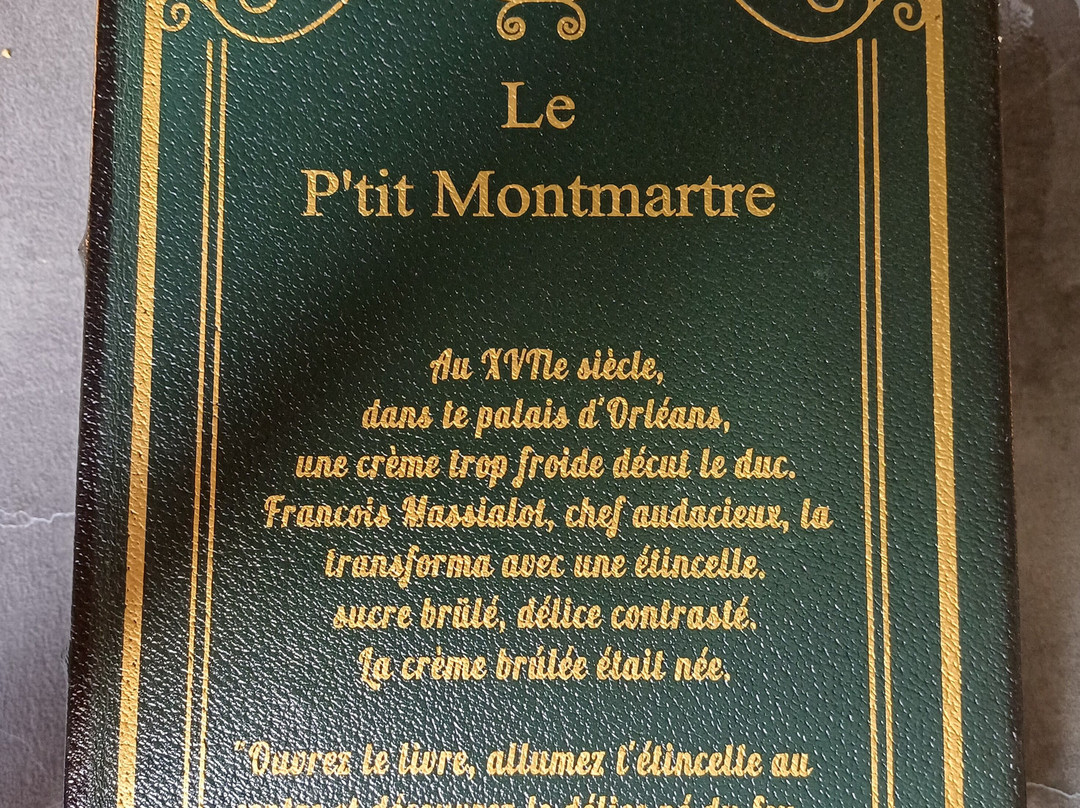 Le
P'tit Montmartre
Au XVIIe siècle,
dans le palais d'Orléans,
une crème trop froide décut le duc.
Francois Massialot, chef audacieux, la
transforma avec une étincelle.
sucre brûlé, délice contrasté.
La crème brûlée était née.
"Ouvrez le livre, allumez l'étincelle au